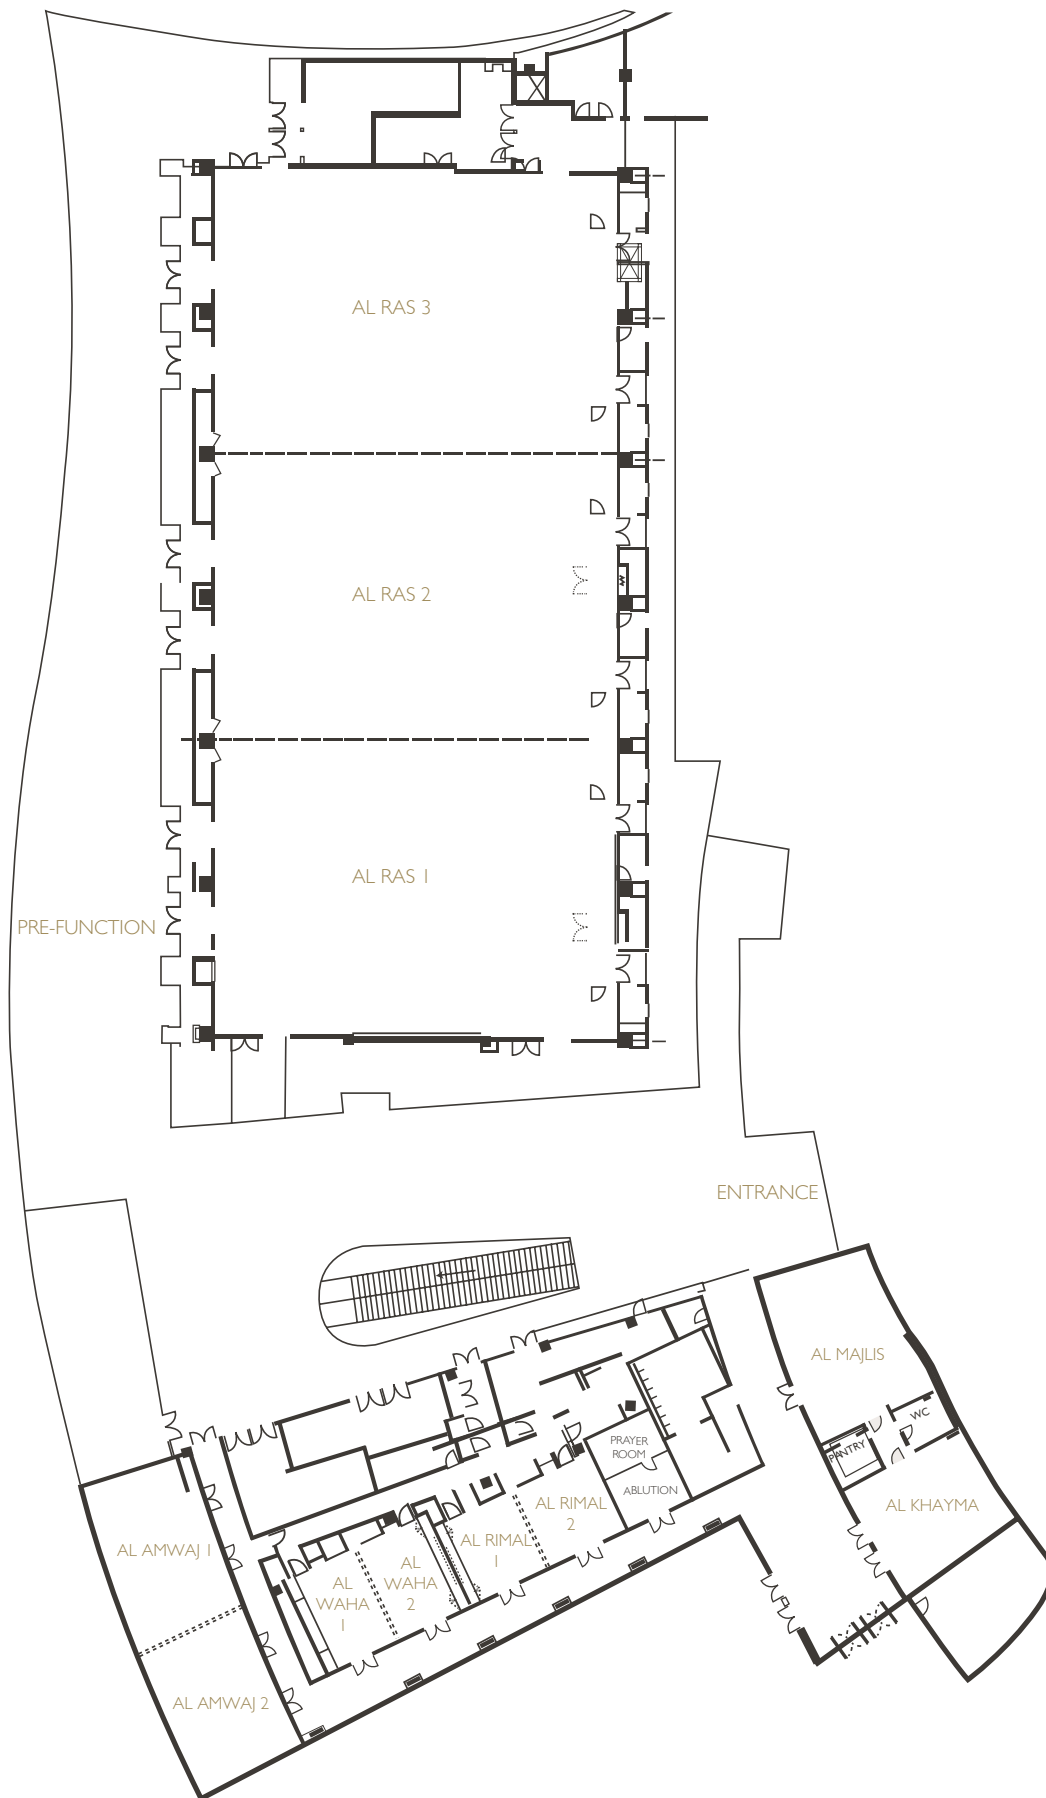 AL RAS 3
AL RAS 2
AL RAS 1
PRE-FUNCTION
ENTRANCE
AL MAJLIS
WC
PANTRY
AL KHAYMA
PRAYER
ROOM
ABLUTION
AL RIMAL
2
AL RIMAL
1
AL
WAHA
2
AL
WAHA
1
AL AMWAJ 1
AL AMWAJ 2